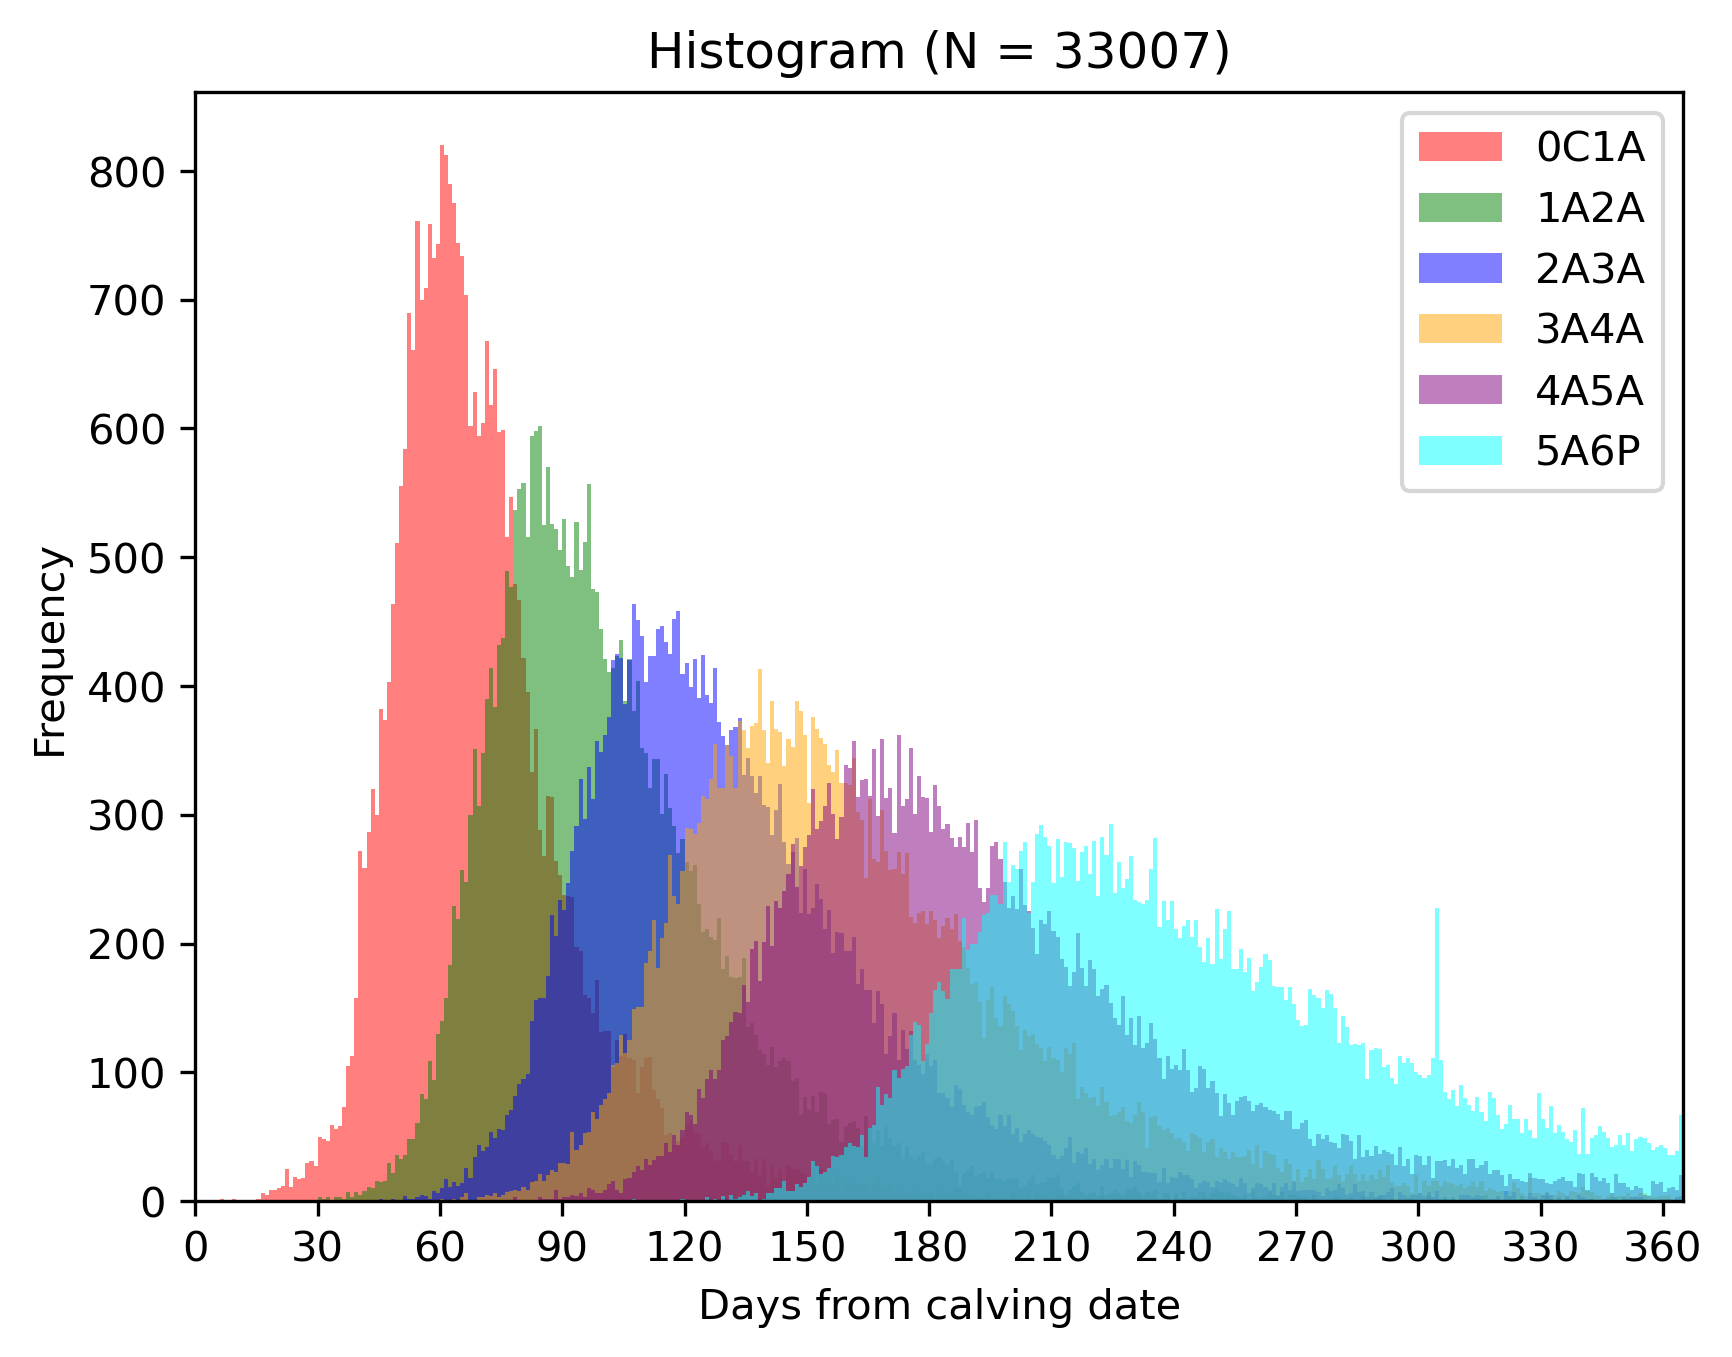 Histogram (N = 33007)
800
700
600
500
400
300
200
100
0
Frequency
0C1A
1A2A
2A3A
3A4A
4A5A
5A6P
0 30 60 90 120 150 180 210 240 270 300 330 360
Days from calving date